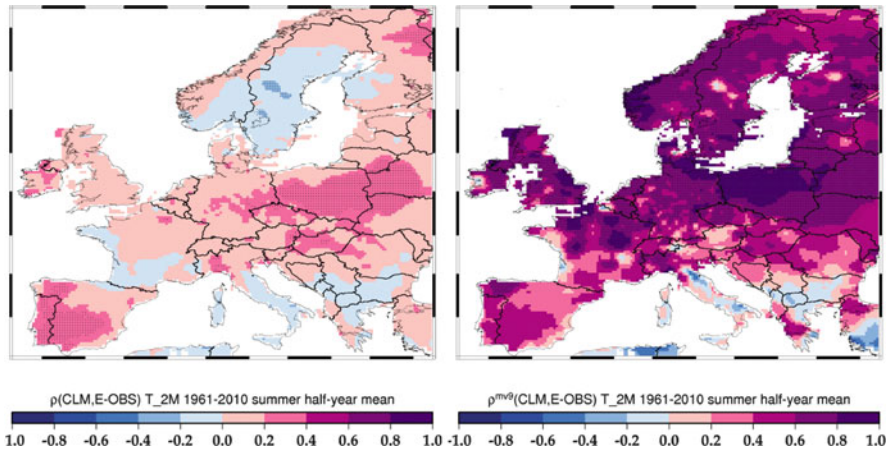 ρ(CLM,E-OBS) T_2M 1961-2010 summer half-year mean
1.0 -0.8 -0.6 -0.4 -0.2 0.0 0.2 0.4 0.6 0.8 1.0
ρᵐᵛ⁹(CLM,E-OBS) T_2M 1961-2010 summer half-year mean
-1.0 -0.8 -0.6 -0.4 -0.2 0.0 0.2 0.4 0.6 0.8 1.0